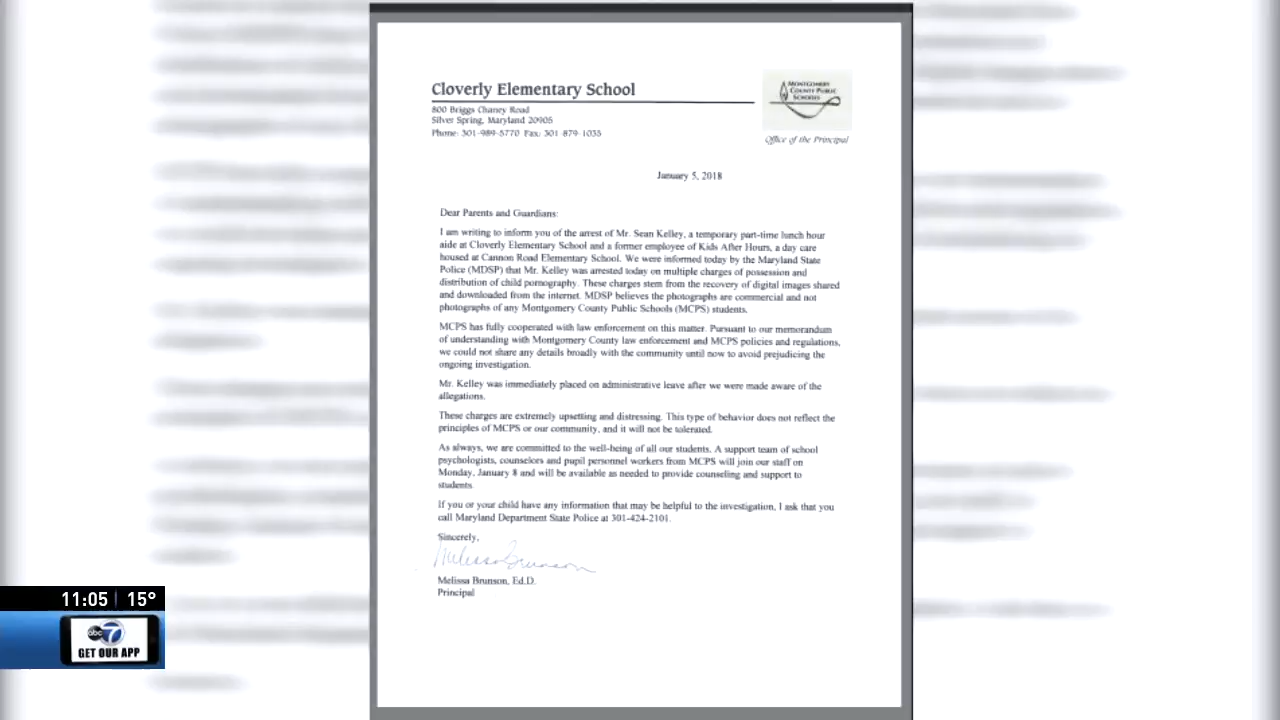 Cloverly Elementary School
800 Briggs Chaney Road
Silver Spring, Maryland 20905
Phone: 301-989-5770 Fax: 301 879-1035
MONTGOMERY
COUNTY PUBLIC
SCHOOLS
Office of the Principal
January 5, 2018
Dear Parents and Guardians:
I am writing to inform you of the arrest of Mr. Sean Kelley, a temporary part-time lunch hour
aide at Cloverly Elementary School and a former employee of Kids After Hours, a day care
housed at Cannon Road Elementary School. We were informed today by the Maryland State
Police (MDSP) that Mr. Kelley was arrested today on multiple charges of possession and
distribution of child pornography. These charges stem from the recovery of digital images shared
and downloaded from the internet. MDSP believes the photographs are commercial and not
photographs of any Montgomery County Public Schools (MCPS) students.
MCPS has fully cooperated with law enforcement on this matter. Pursuant to our memorandum
of understanding with Montgomery County law enforcement and MCPS policies and regulations,
we could not share any details broadly with the community until now to avoid prejudicing the
ongoing investigation.
Mr. Kelley was immediately placed on administrative leave after we were made aware of the
allegations.
These charges are extremely upsetting and distressing. This type of behavior does not reflect the
principles of MCPS or our community, and it will not be tolerated.
As always, we are committed to the well-being of all our students. A support team of school
psychologists, counselors and pupil personnel workers from MCPS will join our staff on
Monday, January 8 and will be available as needed to provide counseling and support to
students.
If you or your child have any information that may be helpful to the investigation, I ask that you
call Maryland Department State Police at 301-424-2101.
Sincerely,
Melissa Brunson
Melissa Brunson, Ed.D.
Principal
11:05 15°
abc 7
GET OUR APP